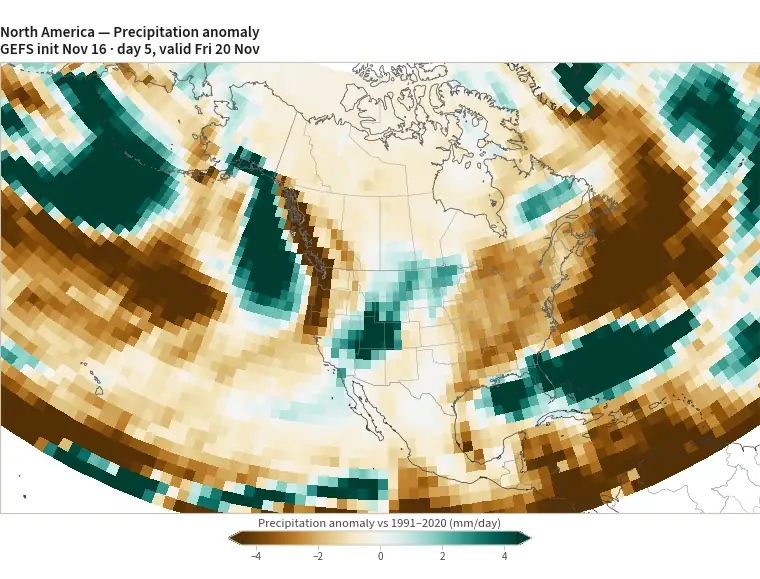 North America — Precipitation anomaly
GEFS init Nov 16 · day 5, valid Fri 20 Nov
Precipitation anomaly vs 1991–2020 (mm/day)
−4 −2 0 2 4